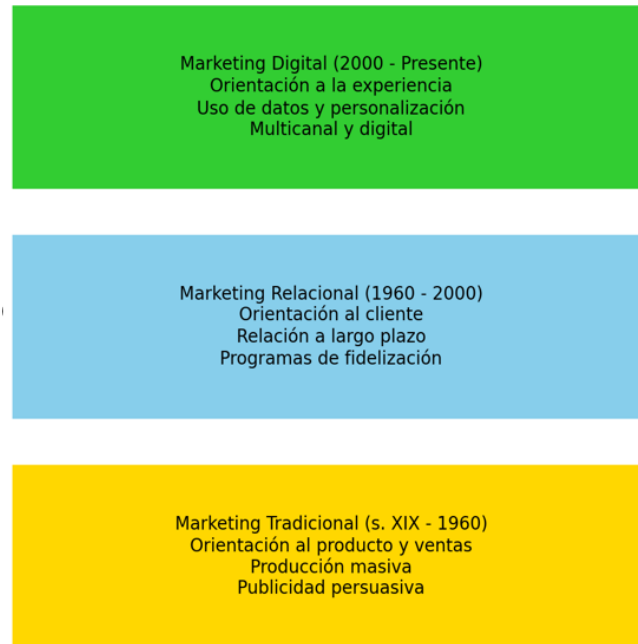 Marketing Digital (2000 - Presente)
Orientación a la experiencia
Uso de datos y personalización
Multicanal y digital
Marketing Relacional (1960 - 2000)
Orientación al cliente
Relación a largo plazo
Programas de fidelización
Marketing Tradicional (s. XIX - 1960)
Orientación al producto y ventas
Producción masiva
Publicidad persuasiva